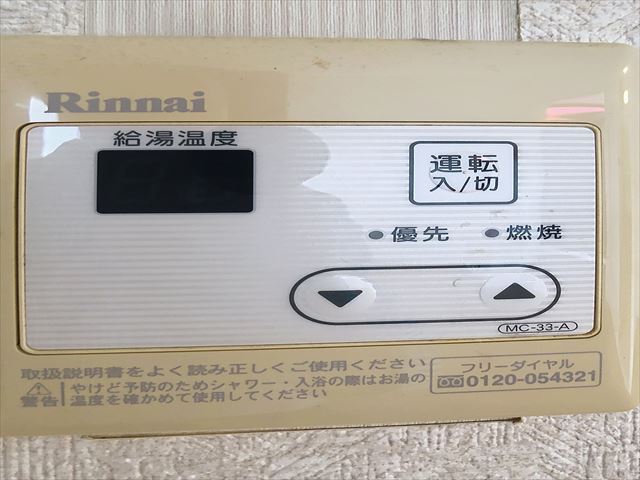 Rinnai
給湯温度
運転
入/切
優先 燃焼
MC-33-A
取扱説明書をよく読み正しくご使用ください
フリーダイヤル
0120-054321
警告 やけど予防のためシャワー・入浴の際はお湯の
温度を確かめて使用してください